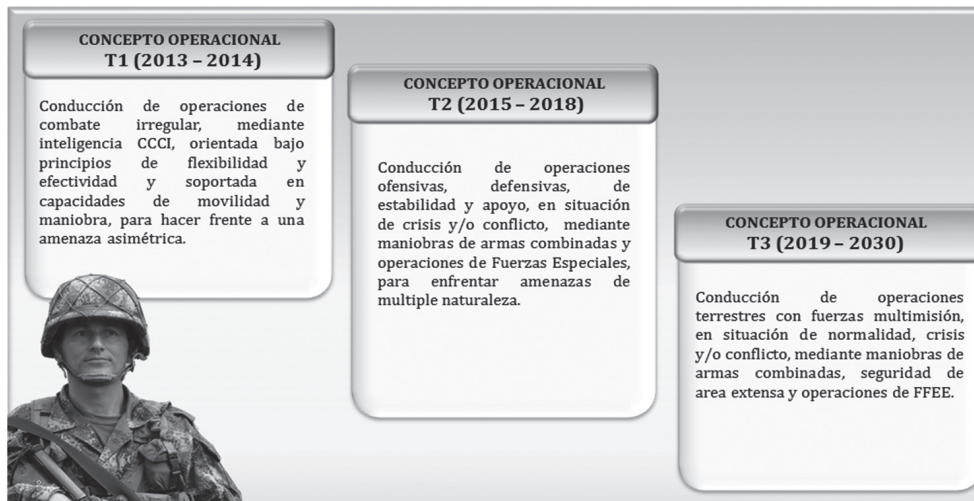 CONCEPTO OPERACIONAL
T1 (2013 – 2014)
Conducción de operaciones de
combate irregular, mediante
inteligencia CCCI, orientada bajo
principios de flexibilidad y
efectividad y soportada en
capacidades de movilidad y
maniobra, para hacer frente a una
amenaza asimétrica.
CONCEPTO OPERACIONAL
T2 (2015 – 2018)
Conducción de operaciones
ofensivas, defensivas, de
estabilidad y apoyo, en situación
de crisis y/o conflicto, mediante
maniobras de armas combinadas y
operaciones de Fuerzas Especiales,
para enfrentar amenazas de
multiple naturaleza.
CONCEPTO OPERACIONAL
T3 (2019 – 2030)
Conducción de operaciones
terrestres con fuerzas multimisión,
en situación de normalidad, crisis
y/o conflicto, mediante maniobras de
armas combinadas, seguridad de
area extensa y operaciones de FFEE.